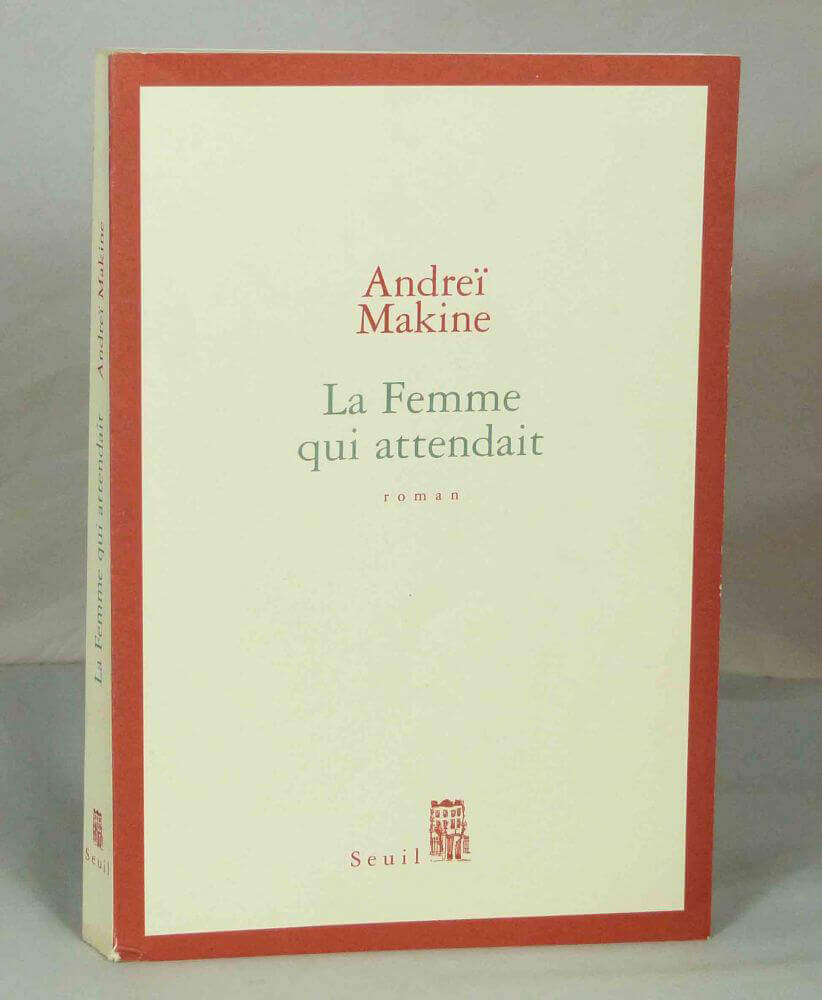 Andreï
Makine
La Femme
qui attendait
roman
Seuil
La Femme qui attendait Andreï Makine
Seuil